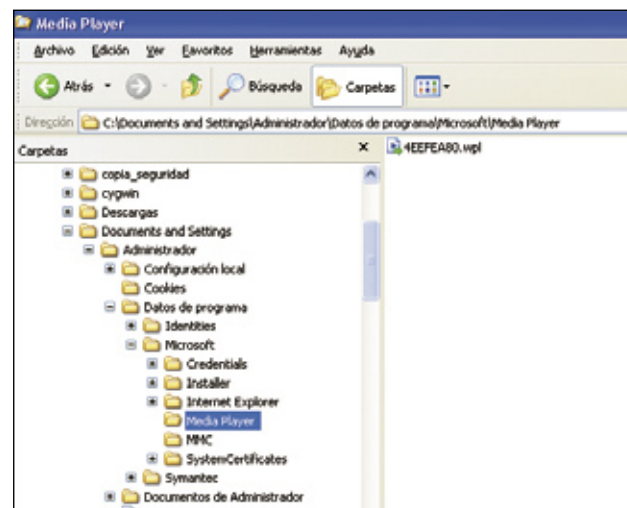 Media Player
Archivo Edición Ver Favoritos Herramientas Ayuda
Atrás Búsqueda Carpetas
Dirección C:\Documents and Settings\Administrador\Datos de programa\Microsoft\Media Player
Carpetas x 4EEFEA80.wpl
copia_seguridad
cygwin
Descargas
Documents and Settings
Administrador
Configuración local
Cookies
Datos de programa
Identities
Microsoft
Credentials
Installer
Internet Explorer
Media Player
MMC
SystemCertificates
Symantec
Documentos de Administrador